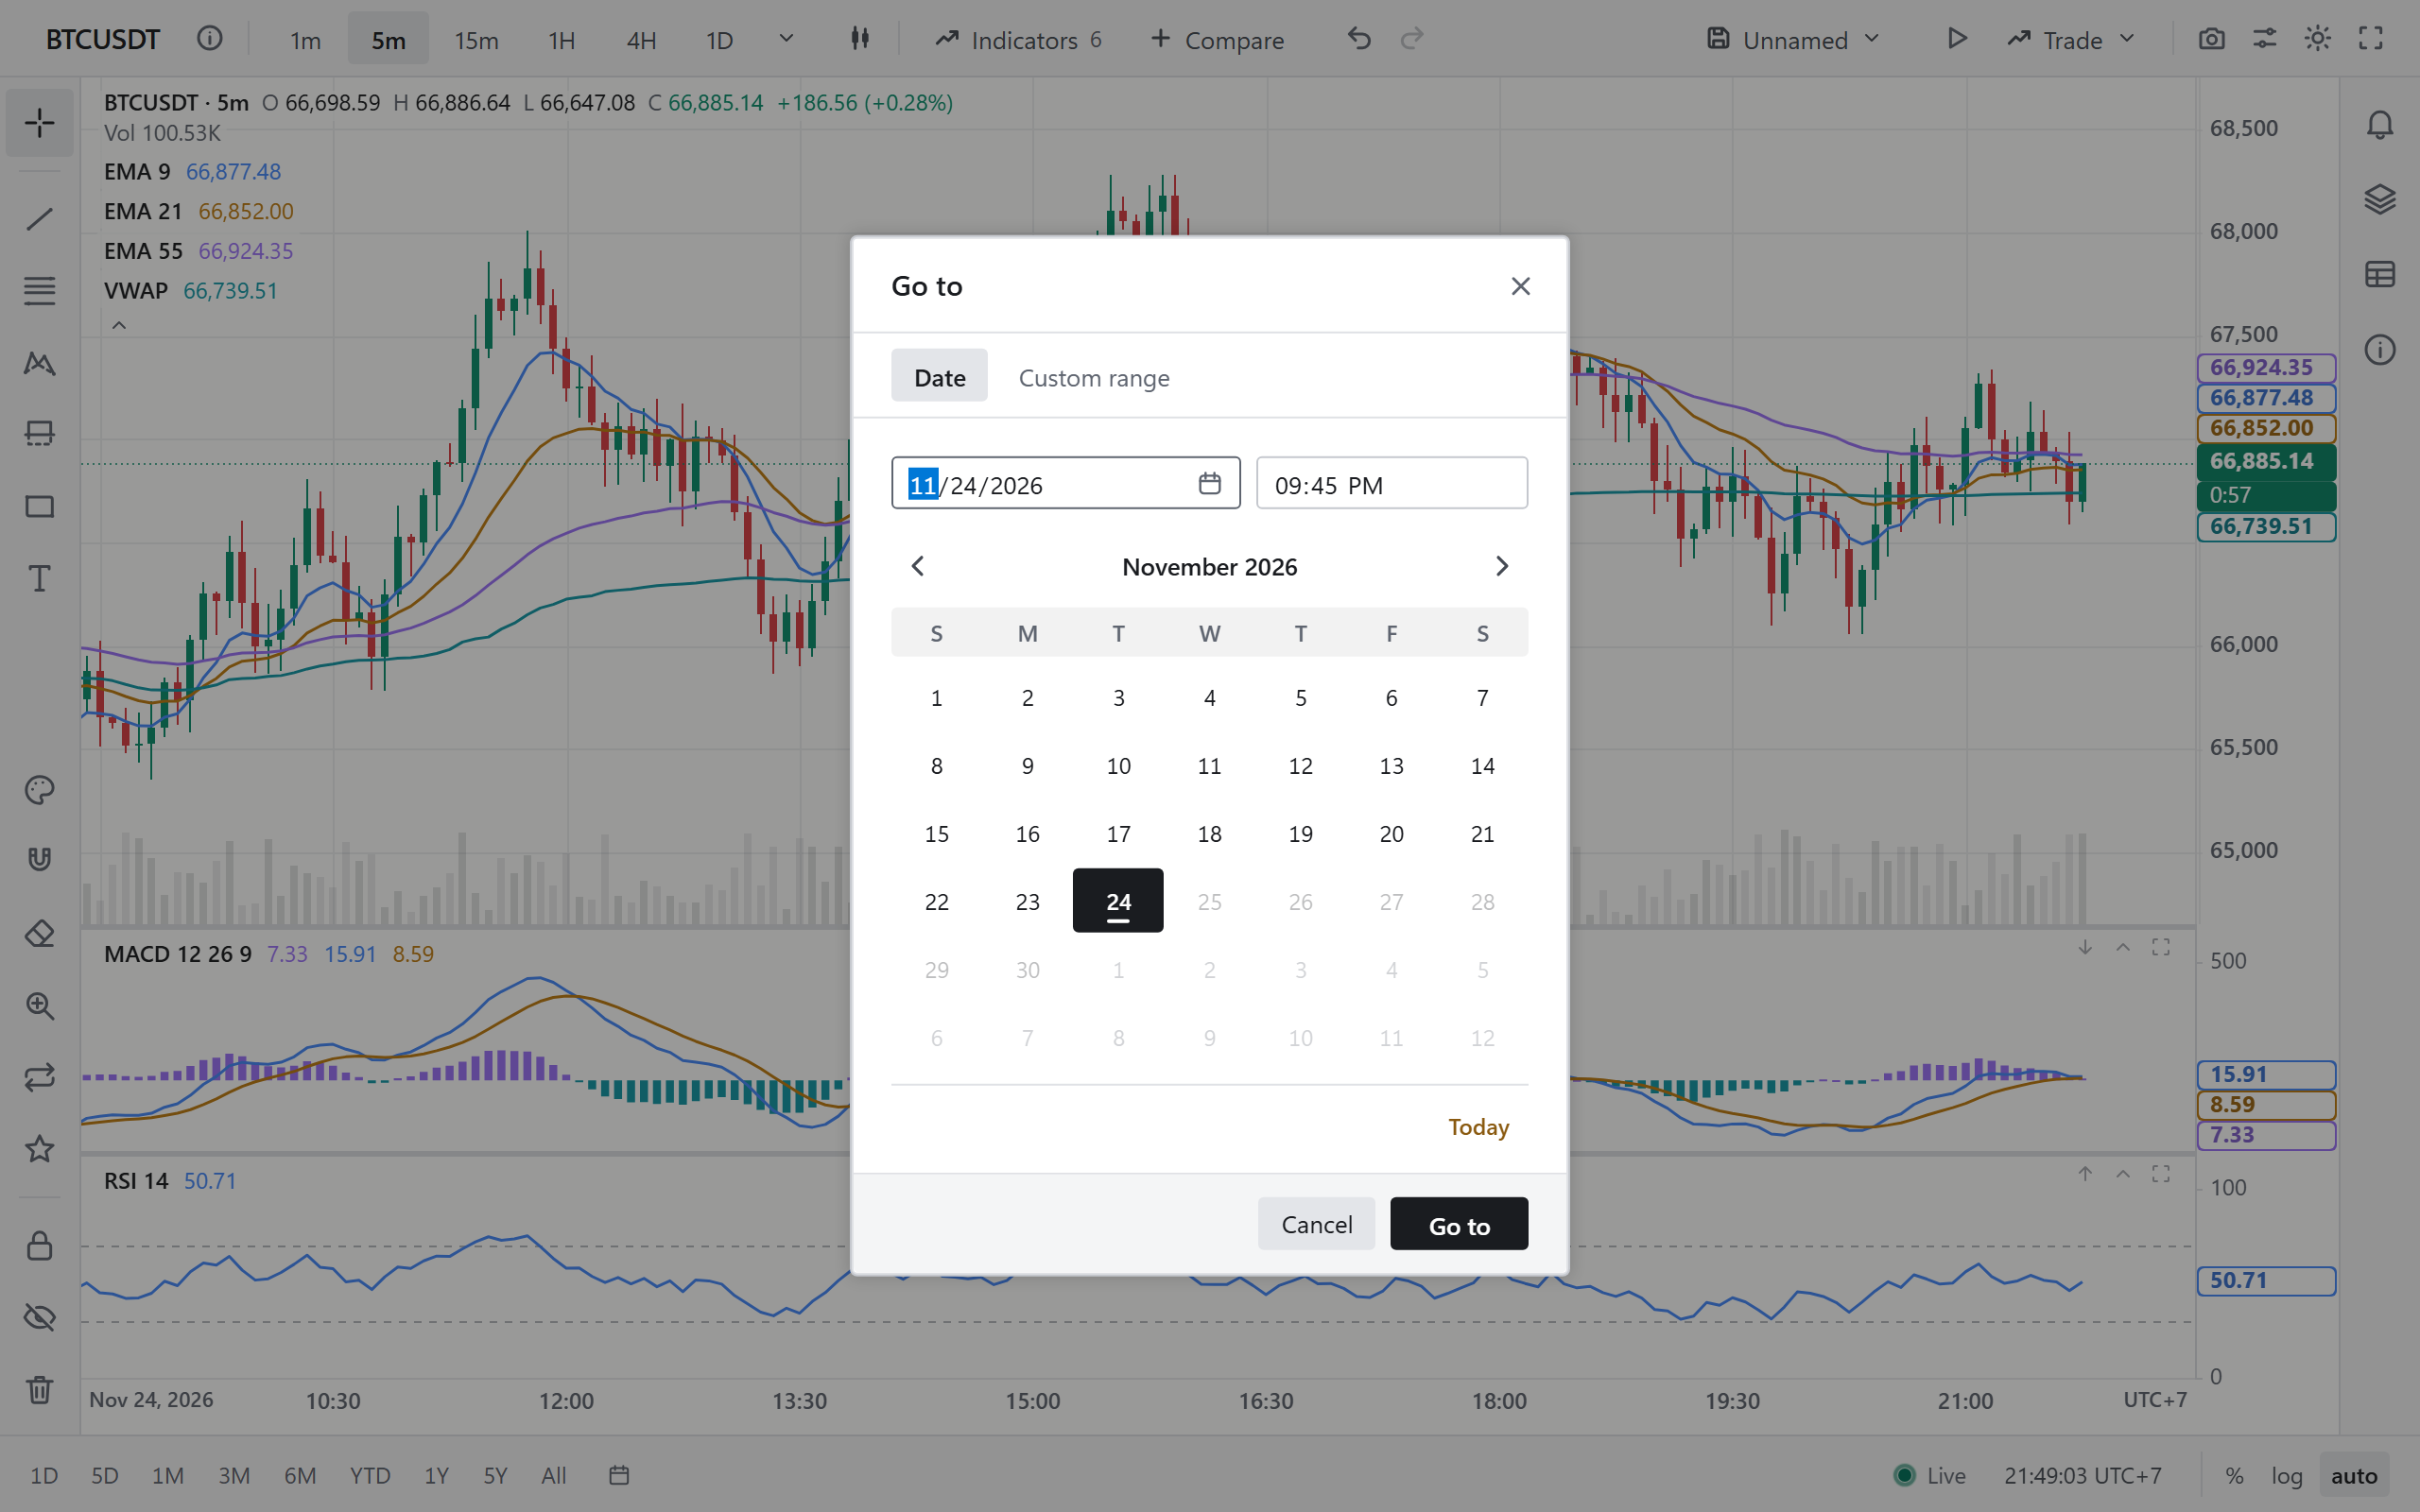 BTCUSDT 1m 5m 15m 1H 4H 1D Indicators 6 Compare Unnamed Trade
BTCUSDT · 5m O 66,698.59 H 66,886.64 L 66,647.08 C 66,885.14 +186.56 (+0.28%)
Vol 100.53K
EMA 9 66,877.48
EMA 21 66,852.00
EMA 55 66,924.35
VWAP 66,739.51
68,500
68,000
67,500
66,924.35
66,877.48
66,852.00
66,885.14
0:57
66,739.51
66,000
65,500
65,000
Go to
Date Custom range
11/24/2026 09:45 PM
November 2026
S M T W T F S
1 2 3 4 5 6 7
8 9 10 11 12 13 14
15 16 17 18 19 20 21
22 23 24 25 26 27 28
29 30 1 2 3 4 5
6 7 8 9 10 11 12
Today
Cancel Go to
MACD 12 26 9 7.33 15.91 8.59
500
15.91
8.59
7.33
RSI 14 50.71
100
50.71
0
Nov 24, 2026 10:30 12:00 13:30 15:00 16:30 18:00 19:30 21:00 UTC+7
1D 5D 1M 3M 6M YTD 1Y 5Y All Live 21:49:03 UTC+7 % log auto